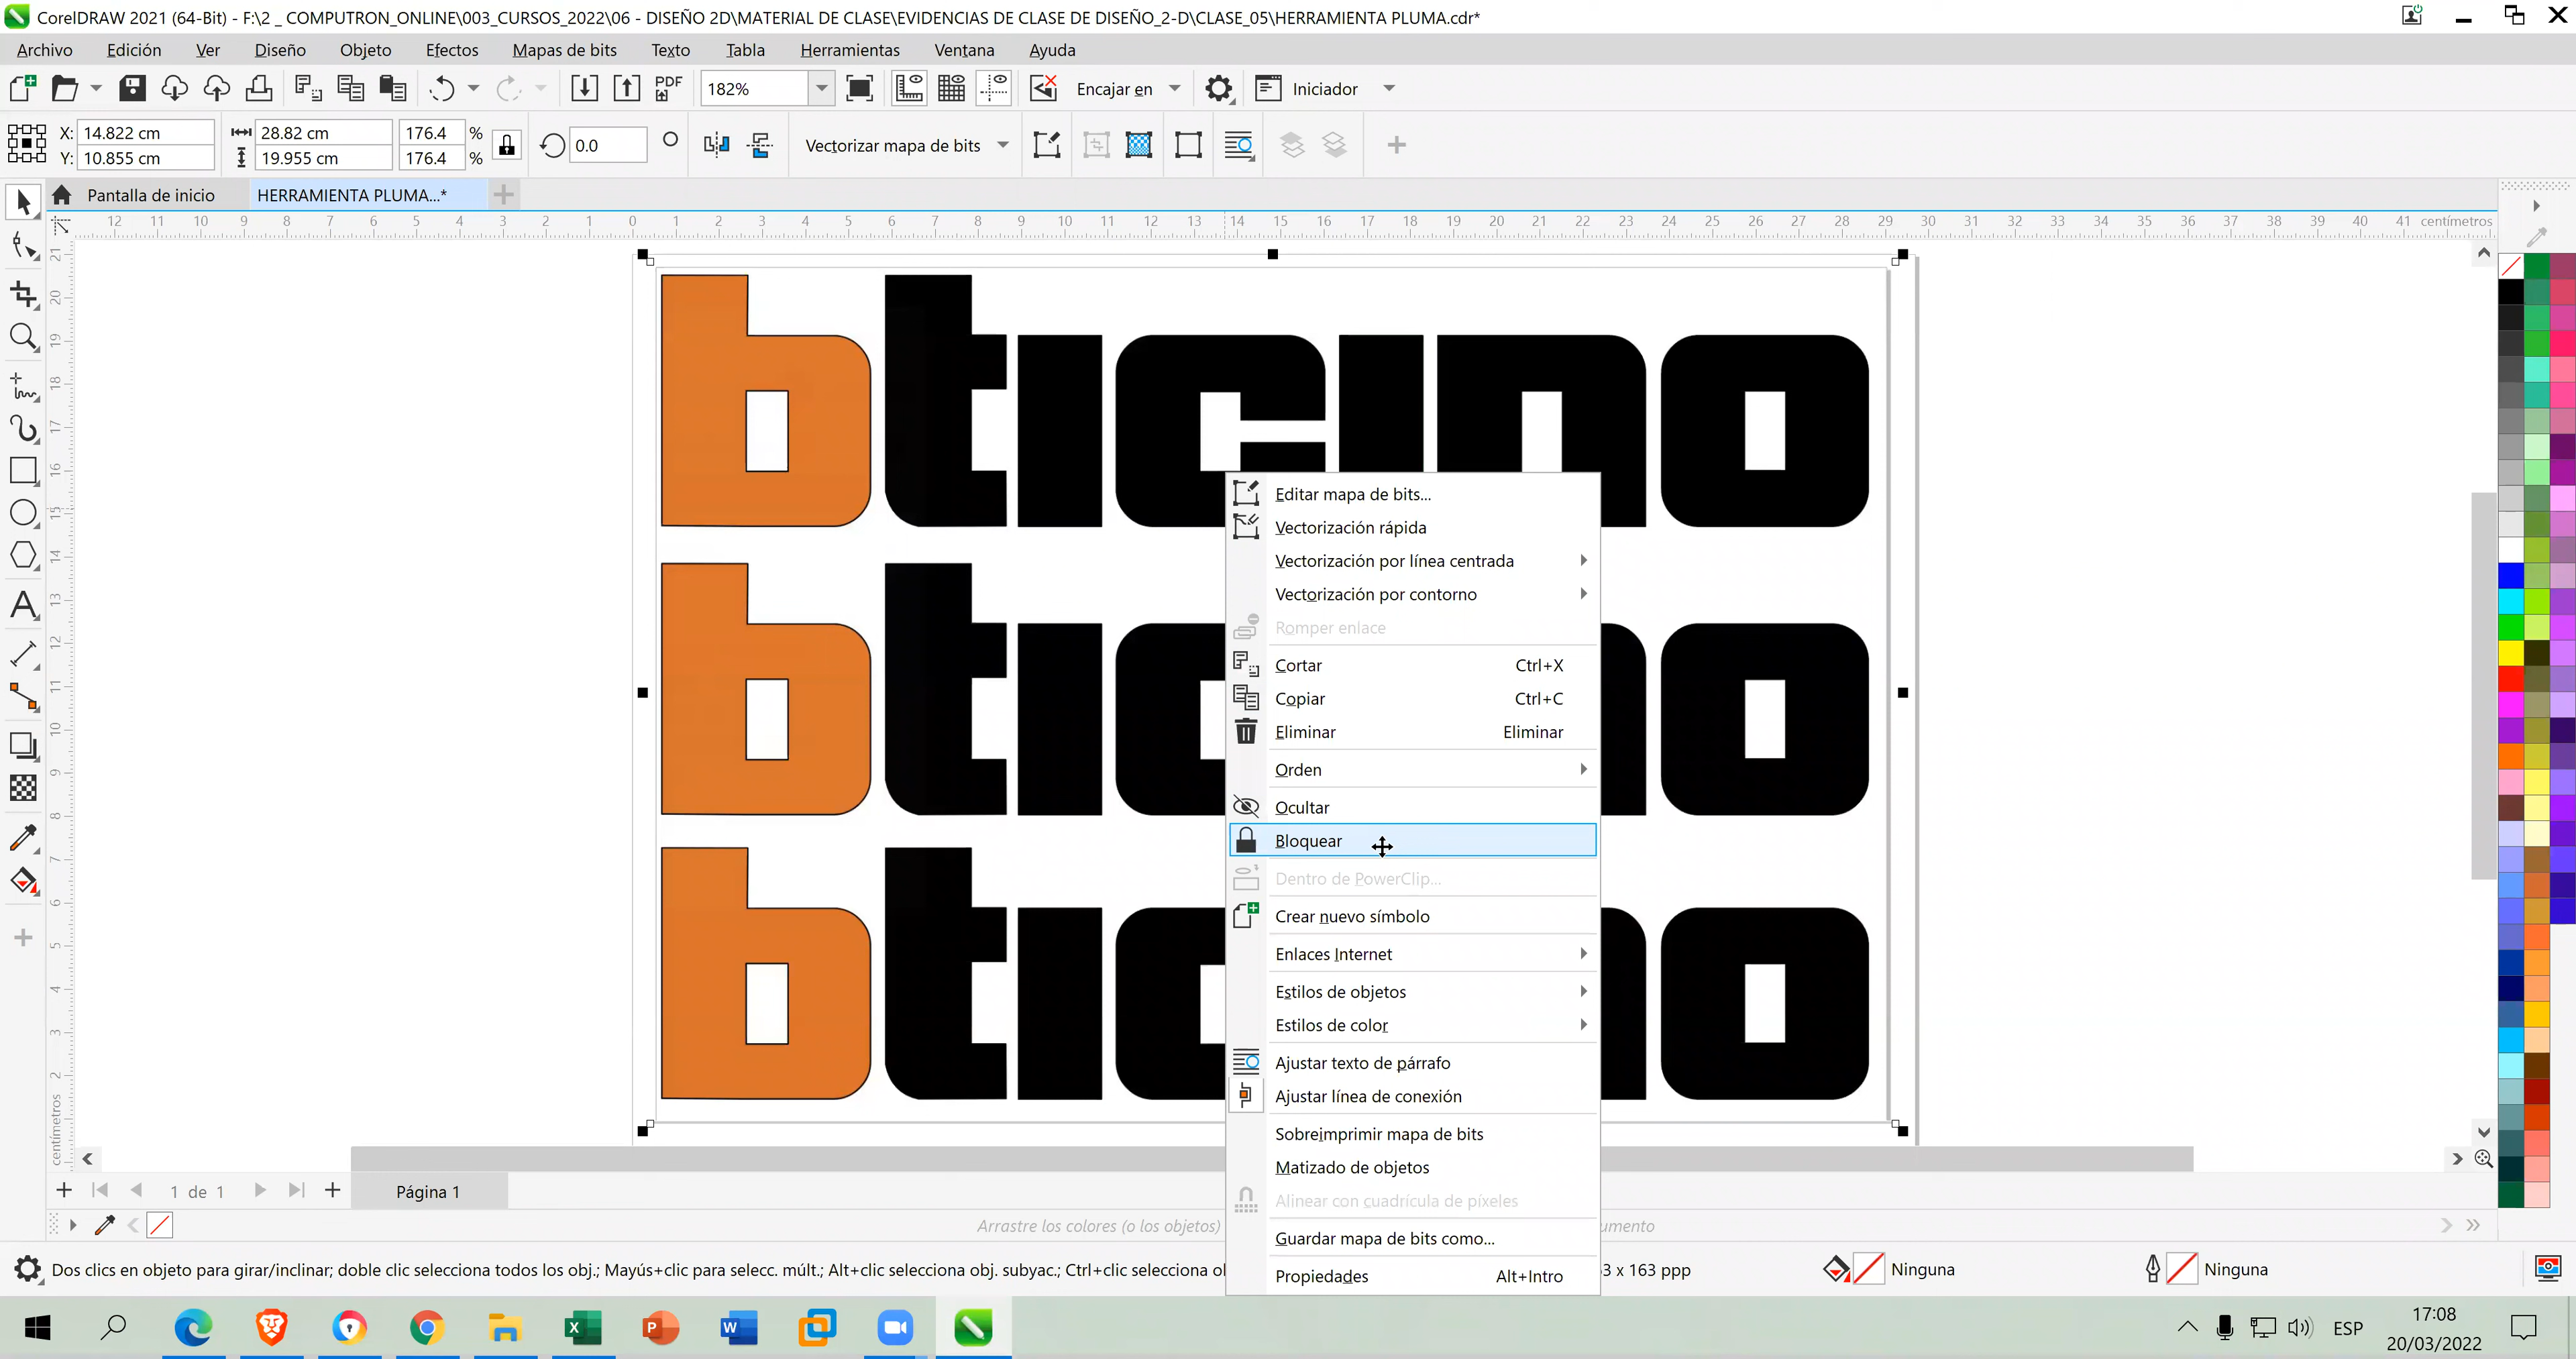 CorelDRAW 2021 (64-Bit) - F:\2 _ COMPUTRON_ONLINE\003_CURSOS_2022\06 - DISEÑO 2D\MATERIAL DE CLASE\EVIDENCIAS DE CLASE DE DISEÑO_2-D\CLASE_05\HERRAMIENTA PLUMA.cdr*
Archivo Edición Ver Diseño Objeto Efectos Mapas de bits Texto Tabla Herramientas Ventana Ayuda
PDF 182% Encajar en Iniciador
X: 14.822 cm 28.82 cm 176.4 %
Y: 10.855 cm 19.955 cm 176.4 %
0.0 Vectorizar mapa de bits
Pantalla de inicio HERRAMIENTA PLUMA...*
12 11 10 9 8 7 6 5 4 3 2 1 0 1 2 3 4 5 6 7 8 9 10 11 12 13 14 15 16 17 18 19 20 21 22 23 24 25 26 27 28 29 30 31 32 33 34 35 36 37 38 39 40 41 centímetros
21
20
19
18
17
16
15
14
13
12
11
10
9
8
7
6
5
4
3
2
centímetros
bticino
btic o
btic o
Editar mapa de bits...
Vectorización rápida
Vectorización por línea centrada
Vectorización por contorno
Romper enlace
Cortar Ctrl+X
Copiar Ctrl+C
Eliminar Eliminar
Orden
Ocultar
Bloquear
Dentro de PowerClip...
Crear nuevo símbolo
Enlaces Internet
Estilos de objetos
Estilos de color
Ajustar texto de párrafo
Ajustar línea de conexión
Sobreimprimir mapa de bits
Matizado de objetos
Alinear con cuadrícula de píxeles
Guardar mapa de bits como...
Propiedades Alt+Intro
1 de 1 Página 1
Arrastre los colores (o los objetos) umento
Dos clics en objeto para girar/inclinar; doble clic selecciona todos los obj.; Mayús+clic para selecc. múlt.; Alt+clic selecciona obj. subyac.; Ctrl+clic selecciona ob 3 x 163 ppp Ninguna Ninguna
ESP 17:08
20/03/2022